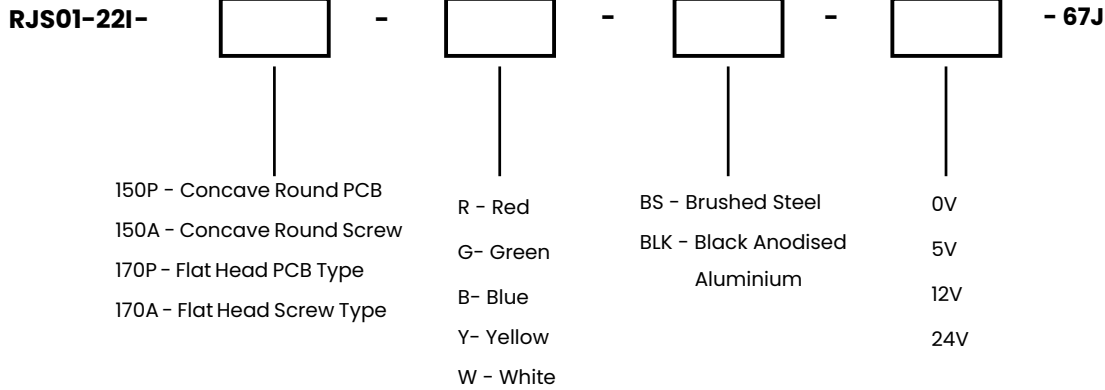 RJS01-22I- - - - - 67J
150P - Concave Round PCB
150A - Concave Round Screw
170P - Flat Head PCB Type
170A - Flat Head Screw Type
R - Red
G- Green
B- Blue
Y- Yellow
W - White
BS - Brushed Steel
BLK - Black Anodised
Aluminium
0V
5V
12V
24V